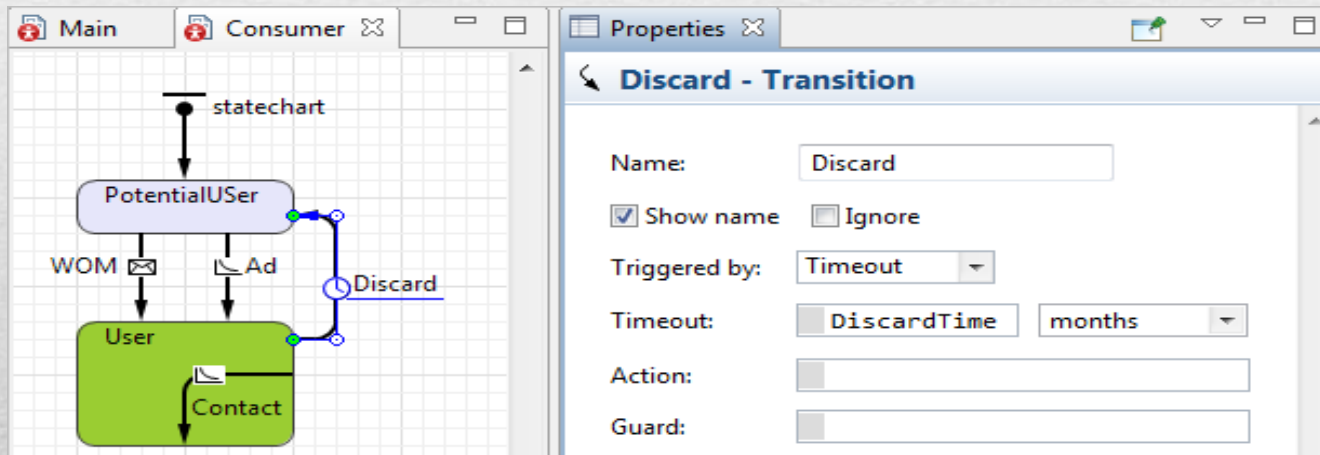 Main
Consumer
statechart
PotentialUSer
WOM
Ad
Discard
User
Contact
Properties
Discard - Transition
Name: Discard
Show name Ignore
Triggered by: Timeout
Timeout: DiscardTime months
Action:
Guard: